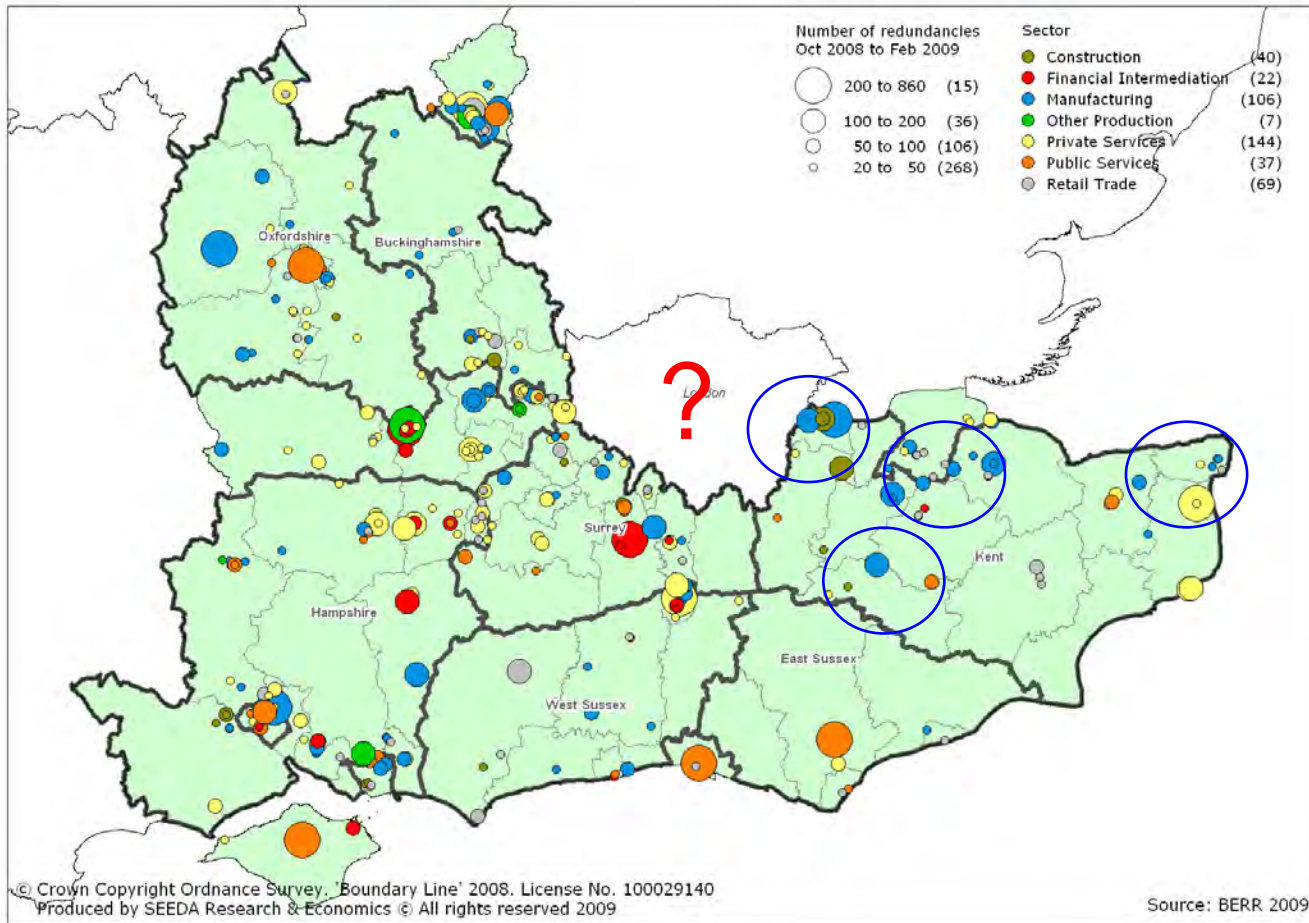 Number of redundancies
Oct 2008 to Feb 2009
200 to 860 (15)
100 to 200 (36)
50 to 100 (106)
20 to 50 (268)
Sector
Construction (40)
Financial Intermediation (22)
Manufacturing (106)
Other Production (7)
Private Services (144)
Public Services (37)
Retail Trade (69)
Oxfordshire
Buckinghamshire
?
London
Surrey
Kent
Hampshire
East Sussex
West Sussex
© Crown Copyright Ordnance Survey. 'Boundary Line' 2008. License No. 100029140
Produced by SEEDA Research & Economics © All rights reserved 2009
Source: BERR 2009